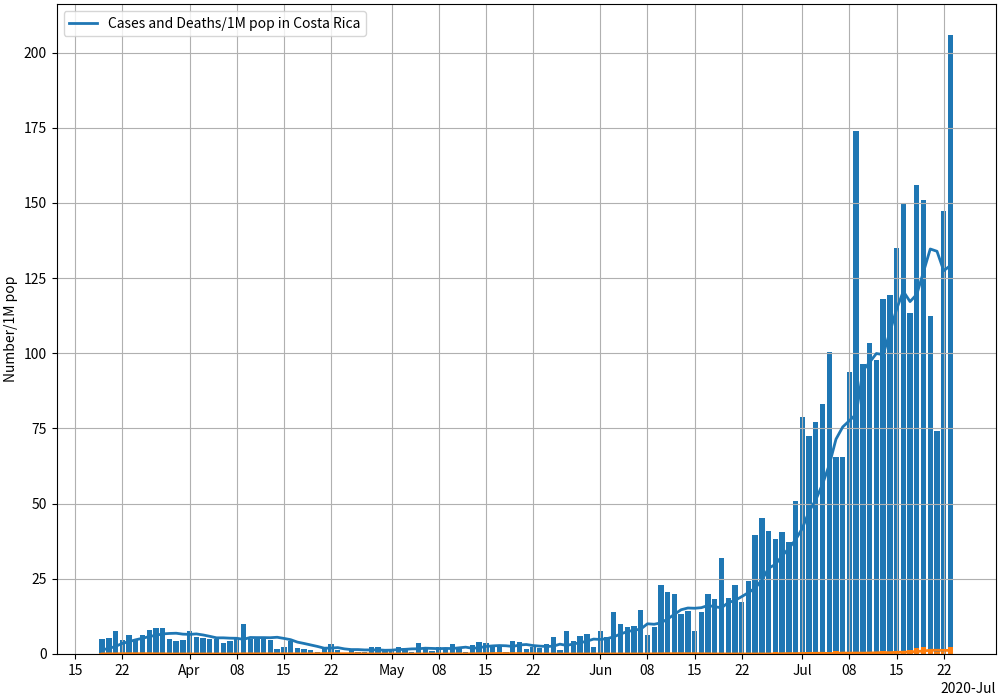 Cases and Deaths/1M pop in Costa Rica
Number/1M pop
200
175
150
125
100
75
50
25
0
15 22 Apr 08 15 22 May 08 15 22 Jun 08 15 22 Jul 08 15 22
2020-Jul